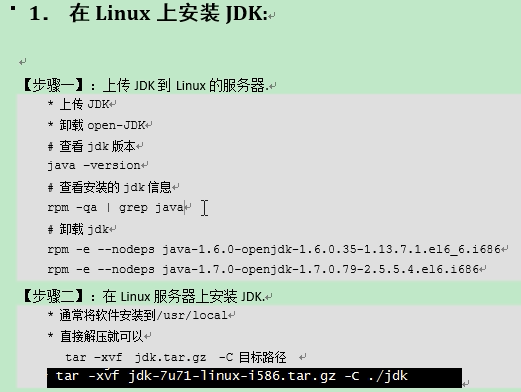 1. 在 Linux 上安装 JDK:
【步骤一】：上传 JDK 到 Linux 的服务器.
* 上传 JDK
* 卸载 open-JDK
# 查看 jdk 版本
java –version
# 查看安装的 jdk 信息
rpm -qa | grep java
# 卸载 jdk
rpm -e --nodeps java-1.6.0-openjdk-1.6.0.35-1.13.7.1.el6_6.i686
rpm -e --nodeps java-1.7.0-openjdk-1.7.0.79-2.5.5.4.el6.i686
【步骤二】：在 Linux 服务器上安装 JDK.
* 通常将软件安装到/usr/local
* 直接解压就可以
tar –xvf jdk.tar.gz –C 目标路径
tar -xvf jdk-7u71-linux-i586.tar.gz -C ./jdk